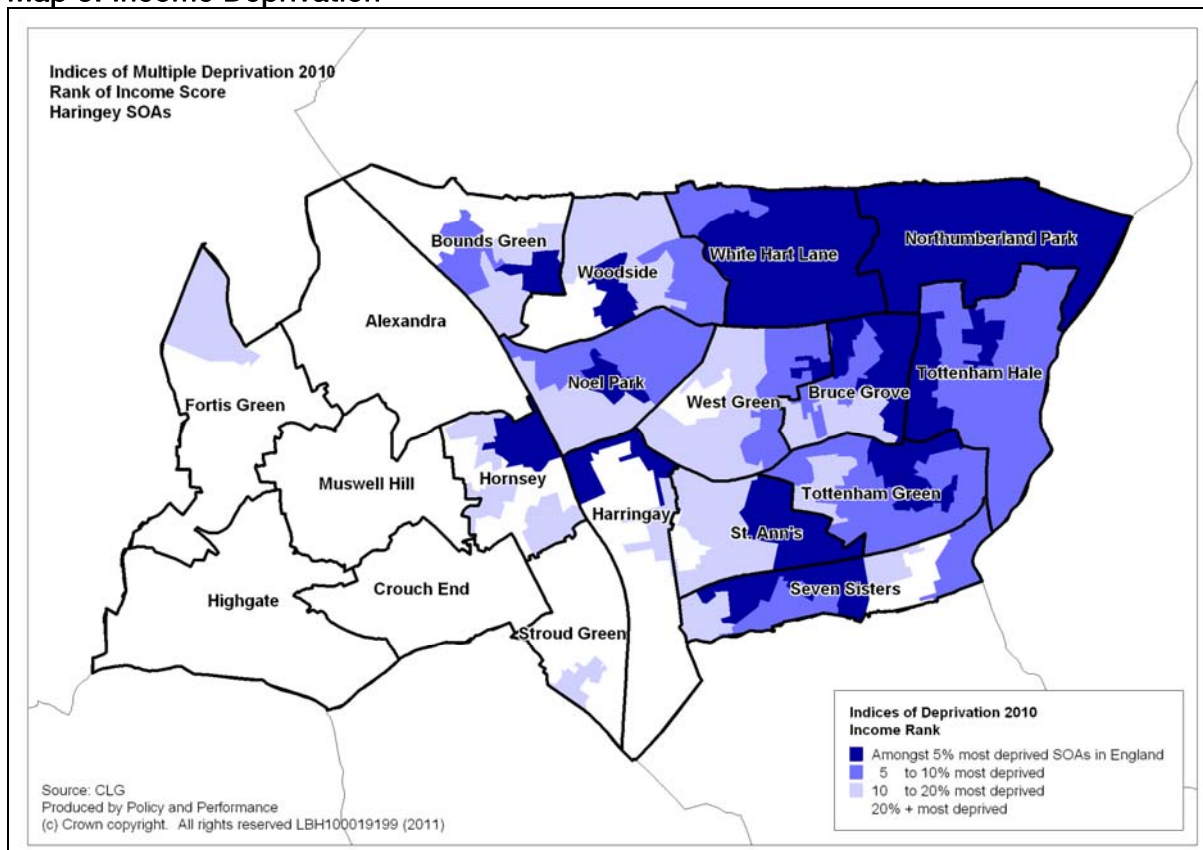 Indices of Multiple Deprivation 2010
Rank of Income Score
Haringey SOAs
Northumberland Park
White Hart Lane
Bounds Green
Woodside
Alexandra
Tottenham Hale
Noel Park
Bruce Grove
West Green
Fortis Green
Muswell Hill
Hornsey
Tottenham Green
Harringay
St. Ann's
Seven Sisters
Crouch End
Highgate
Stroud Green
Indices of Deprivation 2010
Income Rank
Amongst 5% most deprived SOAs in England
5 to 10% most deprived
10 to 20% most deprived
20% + most deprived
Source: CLG
Produced by Policy and Performance
(c) Crown copyright. All rights reserved LBH100019199 (2011)